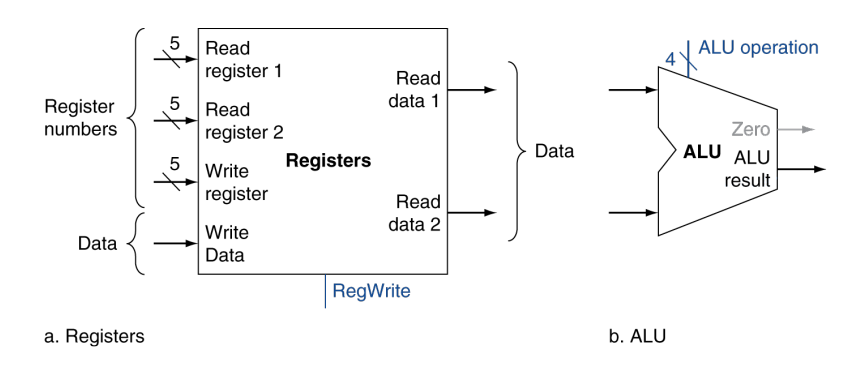 Register
numbers
Data
5
Read
register 1
5
Read
register 2
5
Write
register
Write
Data
Registers
Read
data 1
Read
data 2
Data
RegWrite
4
ALU operation
Zero
ALU
ALU
result
a. Registers
b. ALU